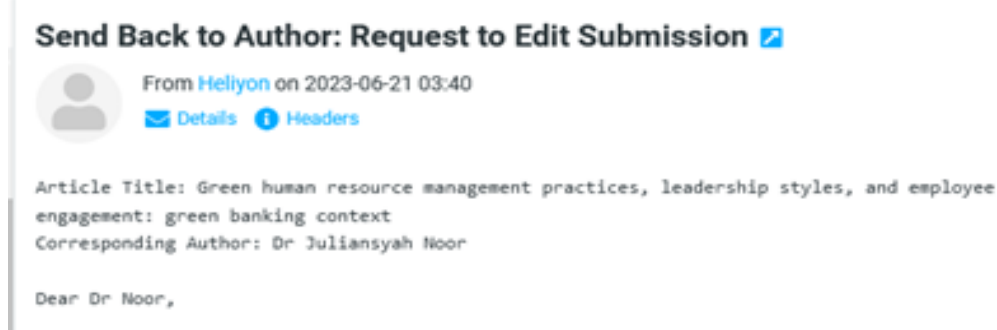 Send Back to Author: Request to Edit Submission
From Heliyon on 2023-06-21 03:40
Details Headers
Article Title: Green human resource management practices, leadership styles, and employee
engagement: green banking context
Corresponding Author: Dr Juliansyah Noor
Dear Dr Noor,